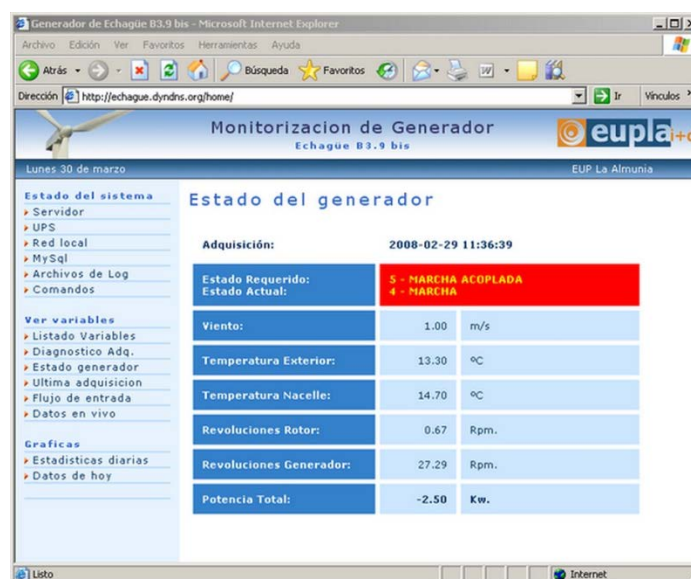 Generador de Echagüe B3.9 bis - Microsoft Internet Explorer
Archivo Edición Ver Favoritos Herramientas Ayuda
Atrás Búsqueda Favoritos
Dirección http://echague.dyndns.org/home/ Ir Vínculos
Monitorizacion de Generador
Echagüe B3.9 bis
eupla i+d
Lunes 30 de marzo EUP La Almunia
Estado del sistema
Servidor
UPS
Red local
MySql
Archivos de Log
Comandos
Ver variables
Listado Variables
Diagnostico Adq.
Estado generador
Ultima adquisicion
Flujo de entrada
Datos en vivo
Graficas
Estadisticas diarias
Datos de hoy
Estado del generador
Adquisición: 2008-02-29 11:36:39
Estado Requerido: 5 - MARCHA ACOPLADA
Estado Actual: 4 - MARCHA
Viento: 1.00 m/s
Temperatura Exterior: 13.30 ºC
Temperatura Nacelle: 14.70 ºC
Revoluciones Rotor: 0.67 Rpm.
Revoluciones Generador: 27.29 Rpm.
Potencia Total: -2.50 Kw.
Listo Internet